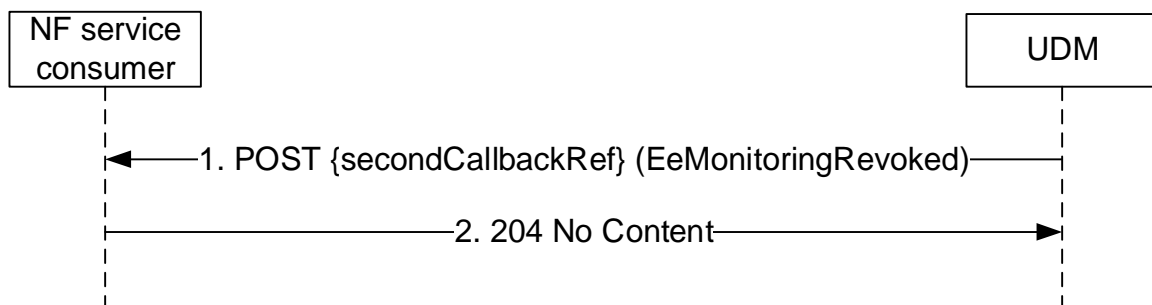 NF service
consumer
UDM
1. POST {secondCallbackRef} (EeMonitoringRevoked)
2. 204 No Content